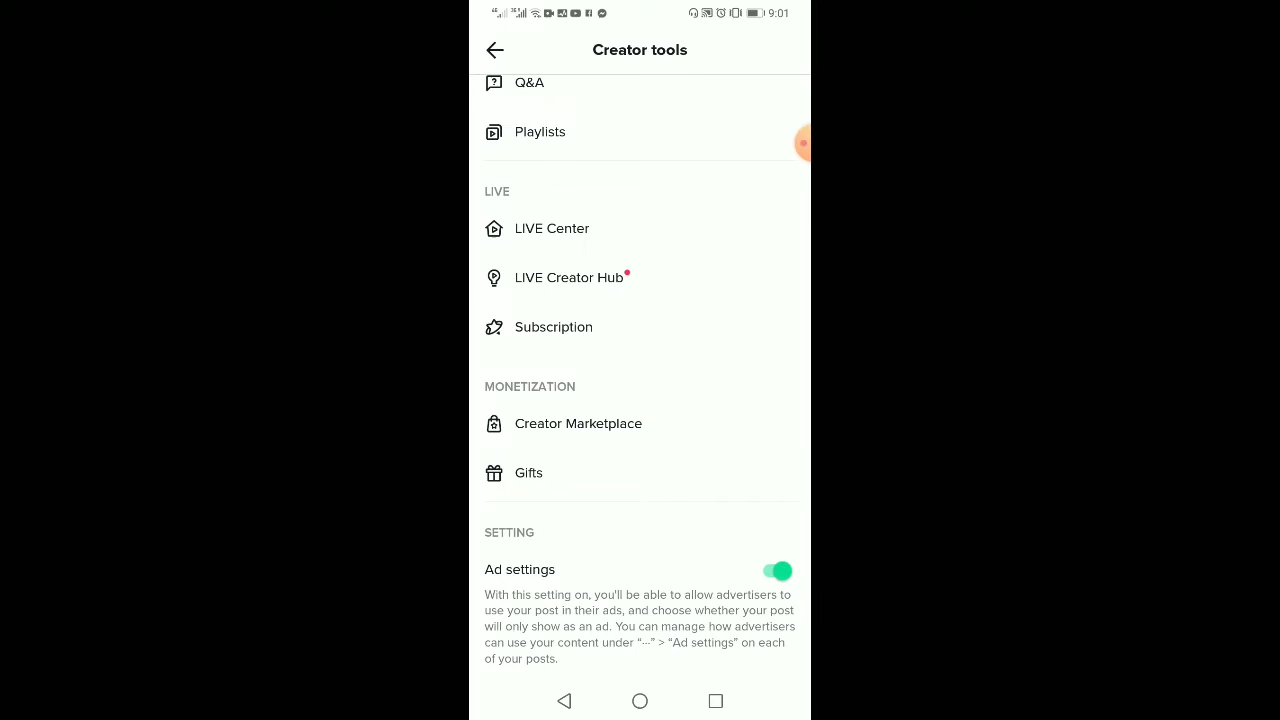 9:01
Creator tools
Q&A
Playlists
LIVE
LIVE Center
LIVE Creator Hub
Subscription
MONETIZATION
Creator Marketplace
Gifts
SETTING
Ad settings
With this setting on, you'll be able to allow advertisers to
use your post in their ads, and choose whether your post
will only show as an ad. You can manage how advertisers
can use your content under “···” > “Ad settings” on each
of your posts.